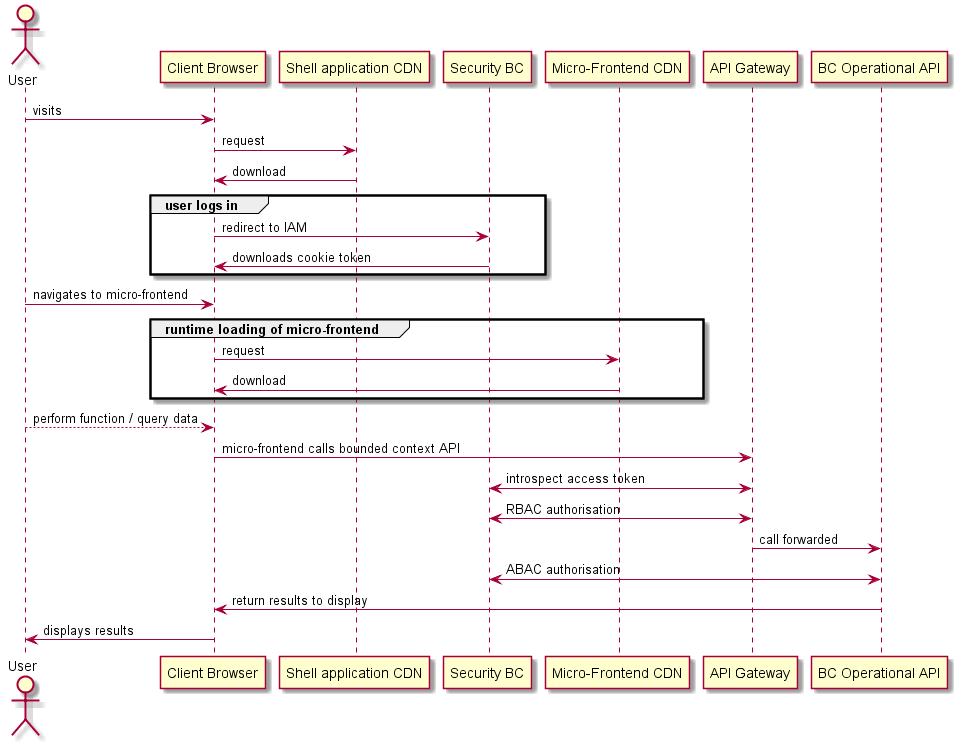 User
Client Browser
Shell application CDN
Security BC
Micro-Frontend CDN
API Gateway
BC Operational API
visits
request
download
user logs in
redirect to IAM
downloads cookie token
navigates to micro-frontend
runtime loading of micro-frontend
request
download
perform function / query data
micro-frontend calls bounded context API
introspect access token
RBAC authorisation
call forwarded
ABAC authorisation
return results to display
displays results
User
Client Browser
Shell application CDN
Security BC
Micro-Frontend CDN
API Gateway
BC Operational API